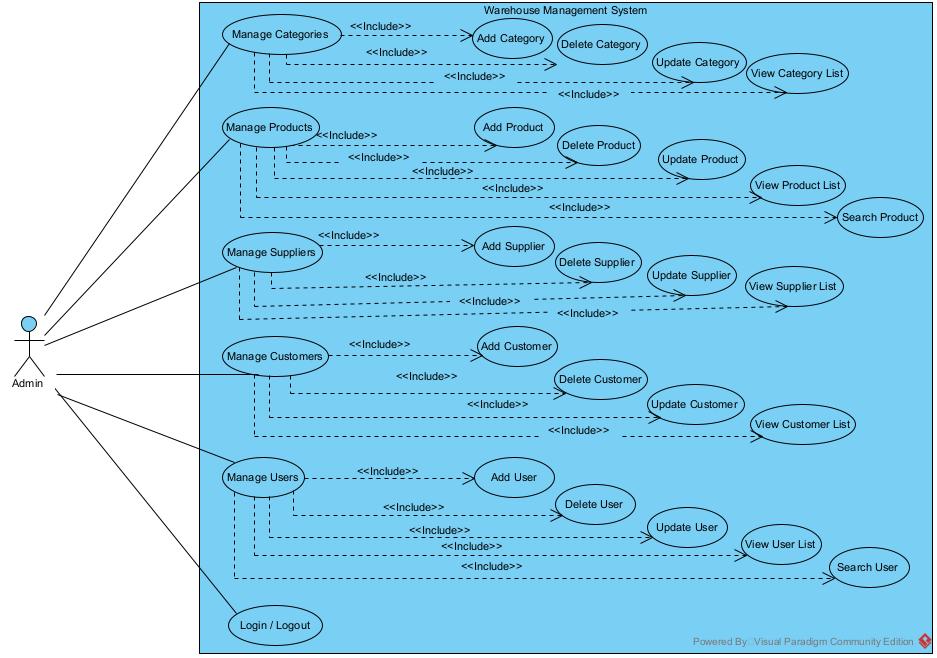 Warehouse Management System
Manage Categories
<<Include>>
Add Category
Delete Category
<<Include>>
Update Category
<<Include>>
View Category List
<<Include>>
Manage Products
<<Include>>
Add Product
Delete Product
<<Include>>
Update Product
<<Include>>
View Product List
<<Include>>
Search Product
<<Include>>
Manage Suppliers
<<Include>>
Add Supplier
Delete Supplier
<<Include>>
Update Supplier
<<Include>>
View Supplier List
<<Include>>
Admin
Manage Customers
<<Include>>
Add Customer
Delete Customer
<<Include>>
Update Customer
<<Include>>
View Customer List
<<Include>>
Manage Users
<<Include>>
Add User
Delete User
<<Include>>
Update User
<<Include>>
View User List
<<Include>>
Search User
<<Include>>
Login / Logout
Powered By Visual Paradigm Community Edition